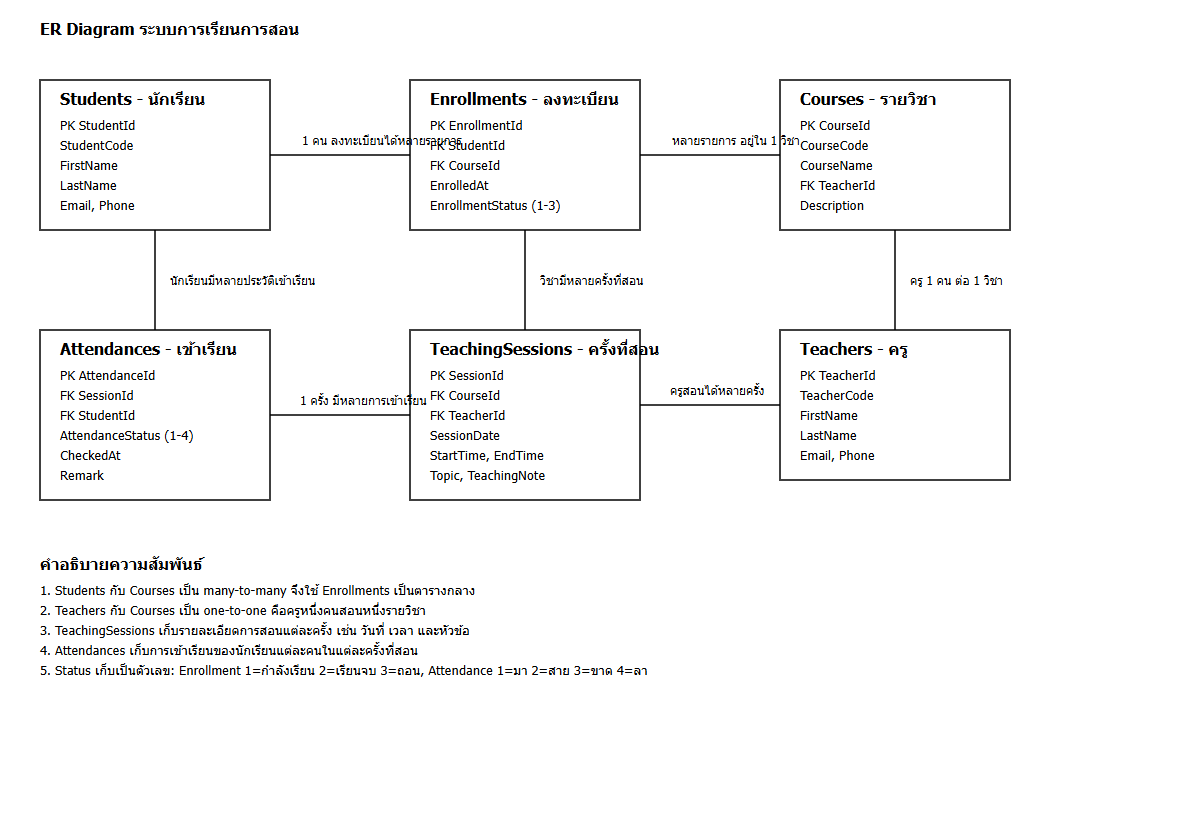 ER Diagram ระบบการเรียนการสอน
Students - นักเรียน
PK StudentId
StudentCode
FirstName
LastName
Email, Phone
1 คน ลงทะเบียนได้หลายรายการ
Enrollments - ลงทะเบียน
PK EnrollmentId
FK StudentId
FK CourseId
EnrolledAt
EnrollmentStatus (1-3)
หลายรายการ อยู่ใน 1 วิชา
Courses - รายวิชา
PK CourseId
CourseCode
CourseName
FK TeacherId
Description
นักเรียนมีหลายประวัติเข้าเรียน
วิชามีหลายครั้งที่สอน
ครู 1 คน ต่อ 1 วิชา
Attendances - เข้าเรียน
PK AttendanceId
FK SessionId
FK StudentId
AttendanceStatus (1-4)
CheckedAt
Remark
1 ครั้ง มีหลายการเข้าเรียน
TeachingSessions - ครั้งที่สอน
PK SessionId
FK CourseId
FK TeacherId
SessionDate
StartTime, EndTime
Topic, TeachingNote
ครูสอนได้หลายครั้ง
Teachers - ครู
PK TeacherId
TeacherCode
FirstName
LastName
Email, Phone
คำอธิบายความสัมพันธ์
1. Students กับ Courses เป็น many-to-many จึงใช้ Enrollments เป็นตารางกลาง
2. Teachers กับ Courses เป็น one-to-one คือครูหนึ่งคนสอนหนึ่งรายวิชา
3. TeachingSessions เก็บรายละเอียดการสอนแต่ละครั้ง เช่น วันที่ เวลา และหัวข้อ
4. Attendances เก็บการเข้าเรียนของนักเรียนแต่ละคนในแต่ละครั้งที่สอน
5. Status เก็บเป็นตัวเลข: Enrollment 1=กำลังเรียน 2=เรียนจบ 3=ถอน, Attendance 1=มา 2=สาย 3=ขาด 4=ลา